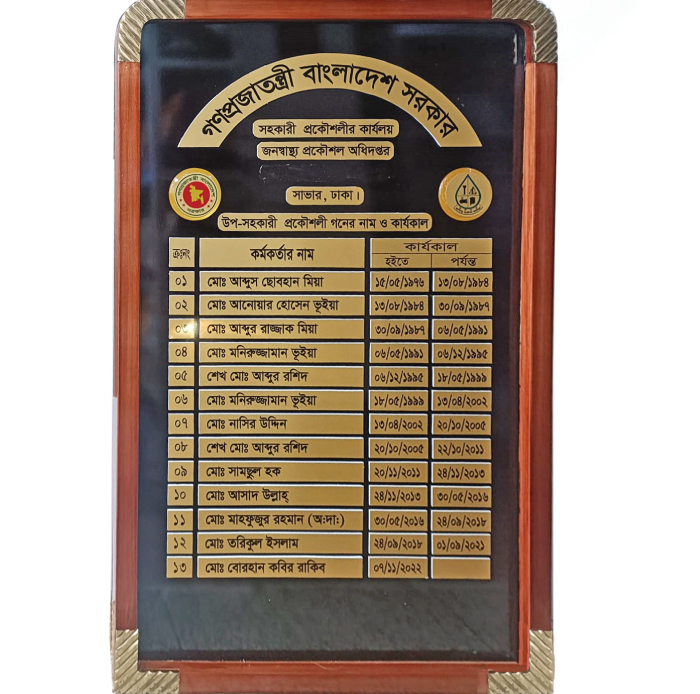 গণপ্রজাতন্ত্রী বাংলাদেশ সরকার
সহকারী প্রকৌশলীর কার্যলয়
জনস্বাস্থ্য প্রকৌশল অধিদপ্তর
সাভার, ঢাকা।
উপ-সহকারী প্রকৌশলী গনের নাম ও কার্যকাল
ক্রঃনং কর্মকর্তার নাম কার্যকাল
হইতে পর্যন্ত
০১ মোঃ আব্দুস ছোবহান মিয়া ১৫/০৫/১৯৭৬ ১৩/০৮/১৯৮৪
০২ মোঃ আনোয়ার হোসেন ভূইয়া ১৩/০৮/১৯৮৪ ৩০/০৯/১৯৮৭
০৩ মোঃ আব্দুর রাজ্জাক মিয়া ৩০/০৯/১৯৮৭ ০৬/০৫/১৯৯১
০৪ মোঃ মনিরুজ্জামান ভূইয়া ০৬/০৫/১৯৯১ ০৬/১২/১৯৯৫
০৫ শেখ মোঃ আব্দুর রশিদ ০৬/১২/১৯৯৫ ১৮/০৫/১৯৯৯
০৬ মোঃ মনিরুজ্জামান ভূইয়া ১৮/০৫/১৯৯৯ ১৩/০৪/২০০২
০৭ মোঃ নাসির উদ্দিন ১৩/০৪/২০০২ ২০/১০/২০০৫
০৮ শেখ মোঃ আব্দুর রশিদ ২০/১০/২০০৫ ২২/১০/২০১১
০৯ মোঃ সামছুল হক ২০/১১/২০১১ ২৪/১১/২০১৩
১০ মোঃ আসাদ উল্লাহ্ ২৪/১১/২০১৩ ৩০/০৫/২০১৬
১১ মোঃ মাহফুজুর রহমান (অঃদাঃ) ৩০/০৫/২০১৬ ২৪/০৯/২০১৮
১২ মোঃ তরিকুল ইসলাম ২৪/০৯/২০১৮ ০১/০৯/২০২১
১৩ মোঃ বোরহান কবির রাকিব ০৭/১১/২০২২